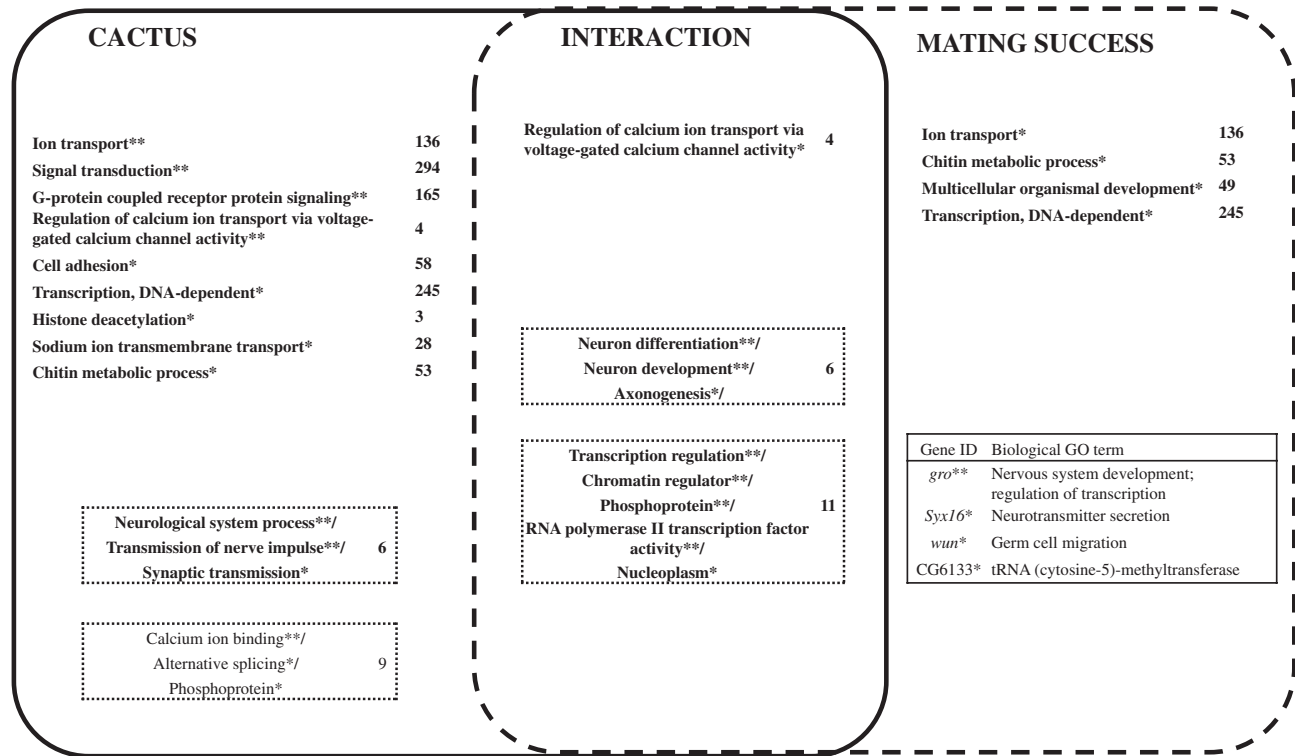 CACTUS
Ion transport** 136
Signal transduction** 294
G-protein coupled receptor protein signaling** 165
Regulation of calcium ion transport via voltage-
gated calcium channel activity** 4
Cell adhesion* 58
Transcription, DNA-dependent* 245
Histone deacetylation* 3
Sodium ion transmembrane transport* 28
Chitin metabolic process* 53
Neurological system process**/
Transmission of nerve impulse**/ 6
Synaptic transmission*
Calcium ion binding**/
Alternative splicing*/ 9
Phosphoprotein*
INTERACTION
Regulation of calcium ion transport via
voltage-gated calcium channel activity* 4
Neuron differentiation**/
Neuron development**/ 6
Axonogenesis*/
Transcription regulation**/
Chromatin regulator**/
Phosphoprotein**/ 11
RNA polymerase II transcription factor
activity**/
Nucleoplasm*
MATING SUCCESS
Ion transport* 136
Chitin metabolic process* 53
Multicellular organismal development* 49
Transcription, DNA-dependent* 245
Gene ID Biological GO term
gro** Nervous system development;
regulation of transcription
Syx16* Neurotransmitter secretion
wun* Germ cell migration
CG6133* tRNA (cytosine-5)-methyltransferase